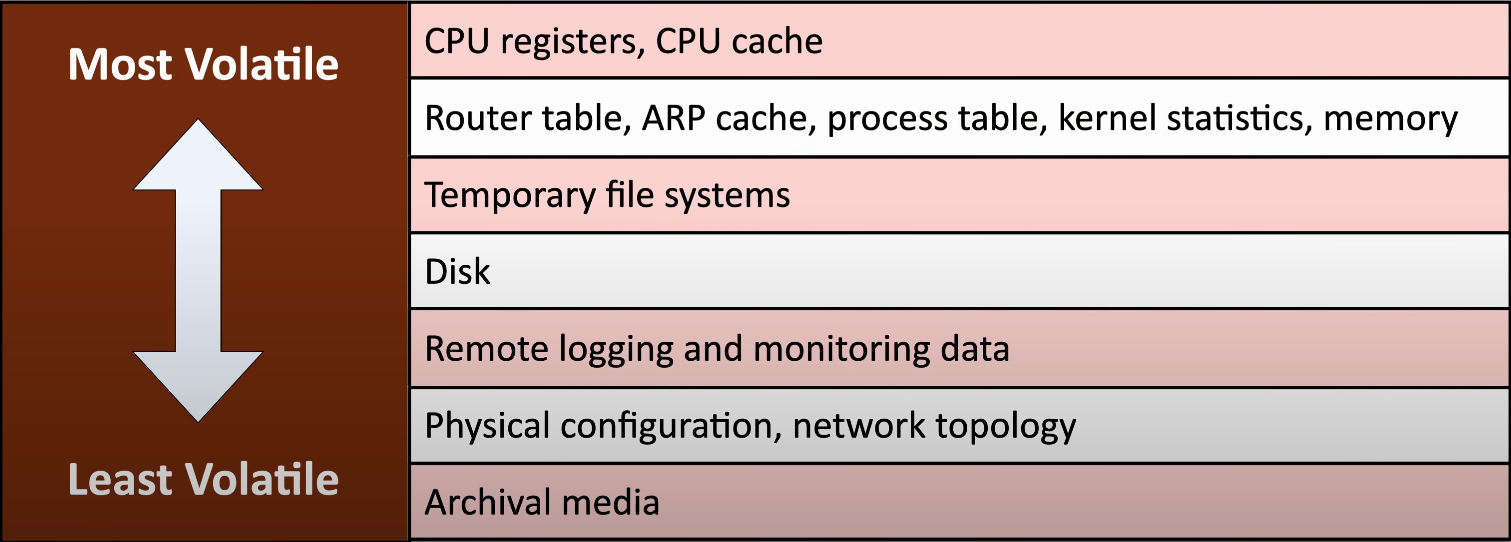 Most Volatile
Least Volatile
CPU registers, CPU cache
Router table, ARP cache, process table, kernel statistics, memory
Temporary file systems
Disk
Remote logging and monitoring data
Physical configuration, network topology
Archival media